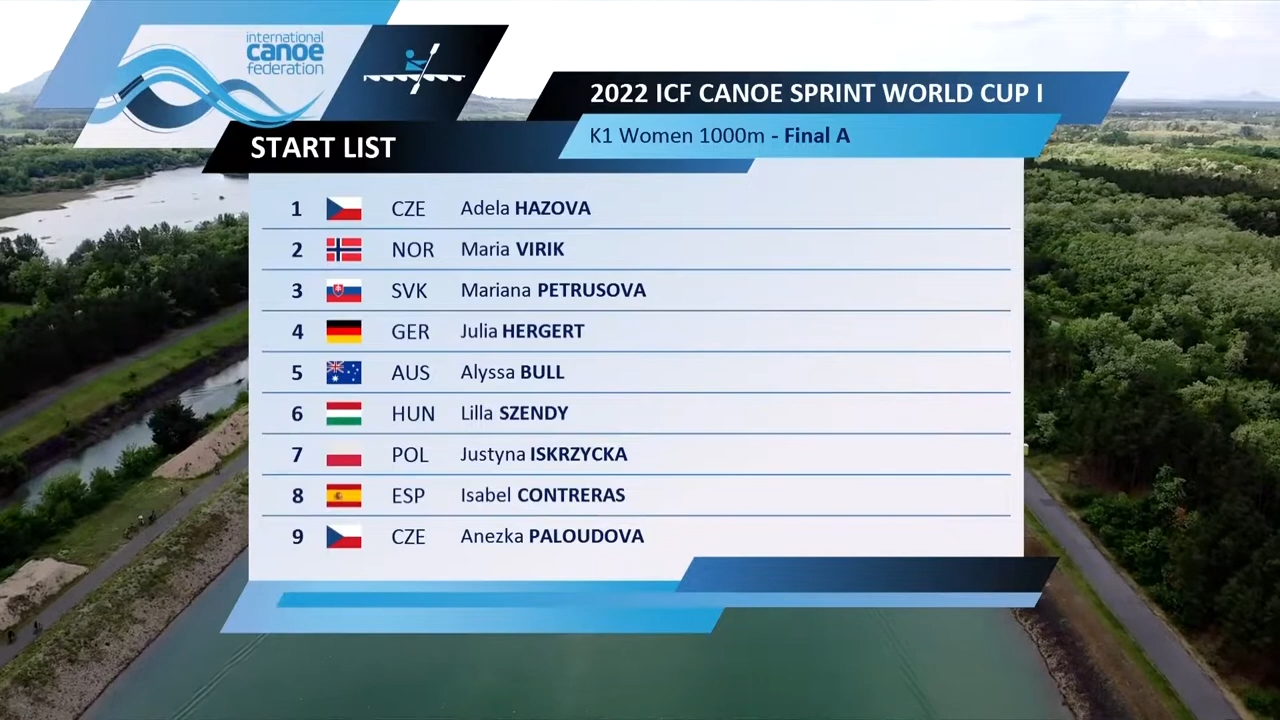 international
canoe
federation
2022 ICF CANOE SPRINT WORLD CUP I
K1 Women 1000m - Final A
START LIST
1 CZE Adela HAZOVA
2 NOR Maria VIRIK
3 SVK Mariana PETRUSOVA
4 GER Julia HERGERT
5 AUS Alyssa BULL
6 HUN Lilla SZENDY
7 POL Justyna ISKRZYCKA
8 ESP Isabel CONTRERAS
9 CZE Anezka PALOUDOVA